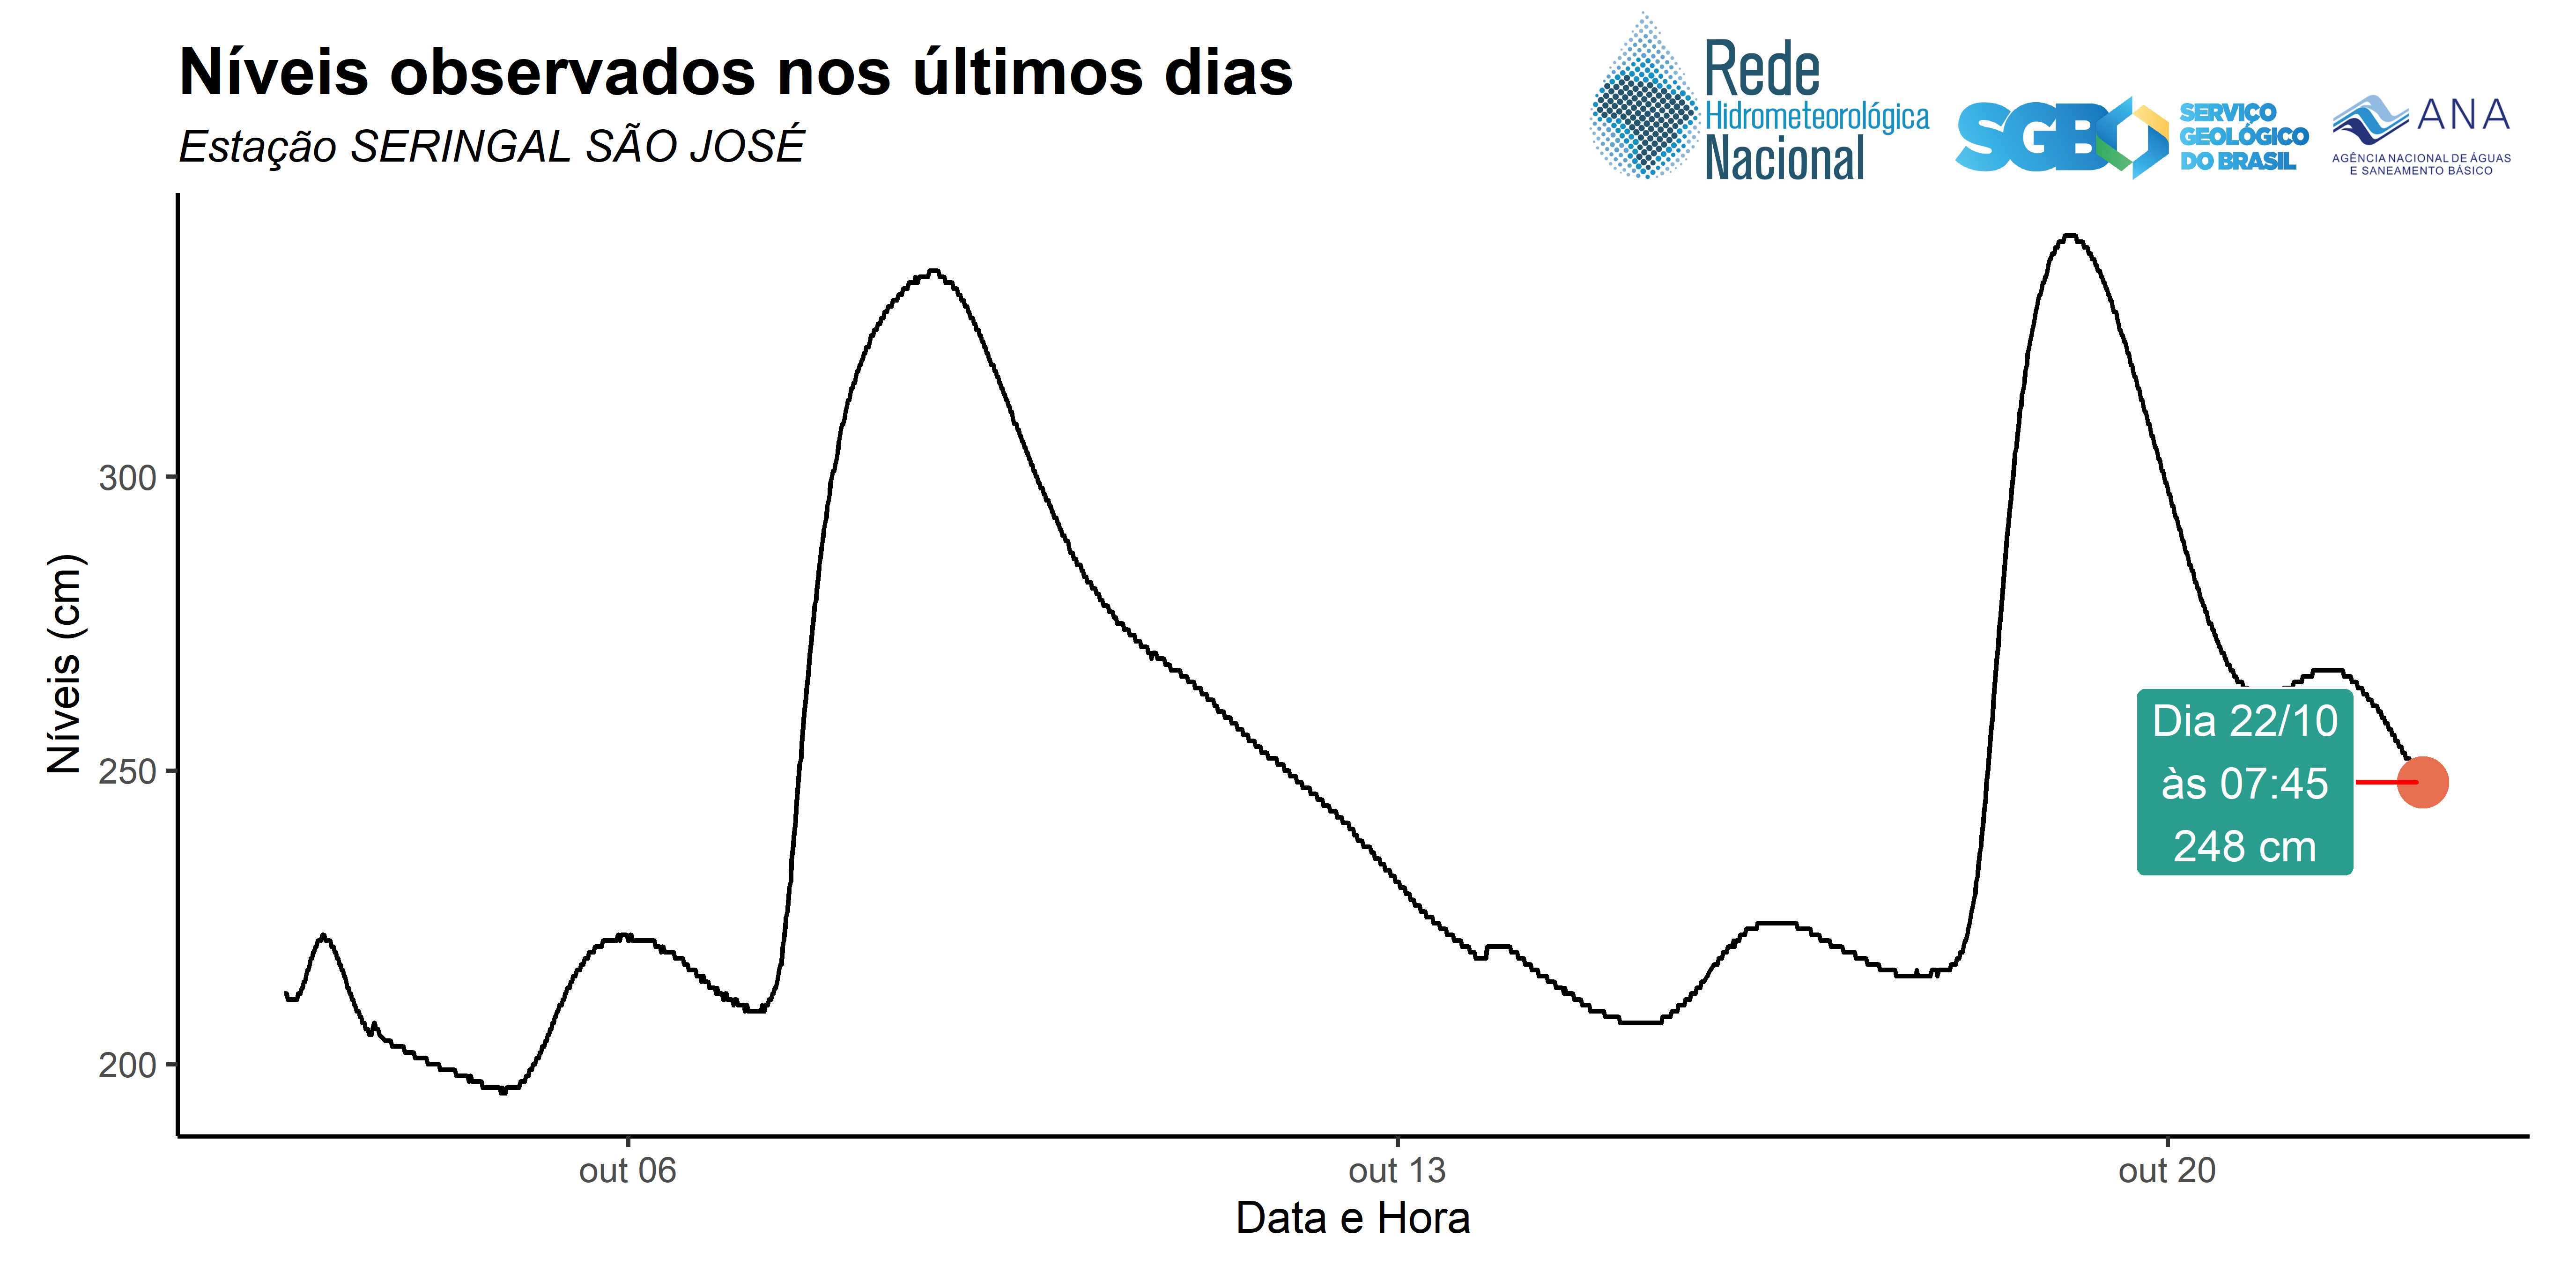 Níveis observados nos últimos dias
Estação SERINGAL SÃO JOSÉ
Rede
Hidrometeorológica
Nacional
SGB
SERVIÇO
GEOLÓGICO
DO BRASIL
ANA
AGÊNCIA NACIONAL DE ÁGUAS
E SANEAMENTO BÁSICO
Níveis (cm)
300
250
200
Dia 22/10
às 07:45
248 cm
out 06
out 13
out 20
Data e Hora